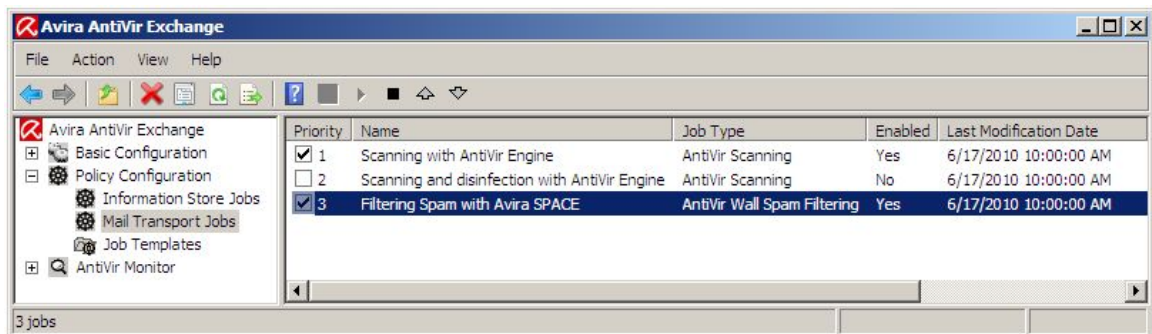 Avira AntiVir Exchange
File Action View Help
Avira AntiVir Exchange
Basic Configuration
Policy Configuration
Information Store Jobs
Mail Transport Jobs
Job Templates
AntiVir Monitor
Priority Name Job Type Enabled Last Modification Date
1 Scanning with AntiVir Engine AntiVir Scanning Yes 6/17/2010 10:00:00 AM
2 Scanning and disinfection with AntiVir Engine AntiVir Scanning No 6/17/2010 10:00:00 AM
3 Filtering Spam with Avira SPACE AntiVir Wall Spam Filtering Yes 6/17/2010 10:00:00 AM
3 jobs